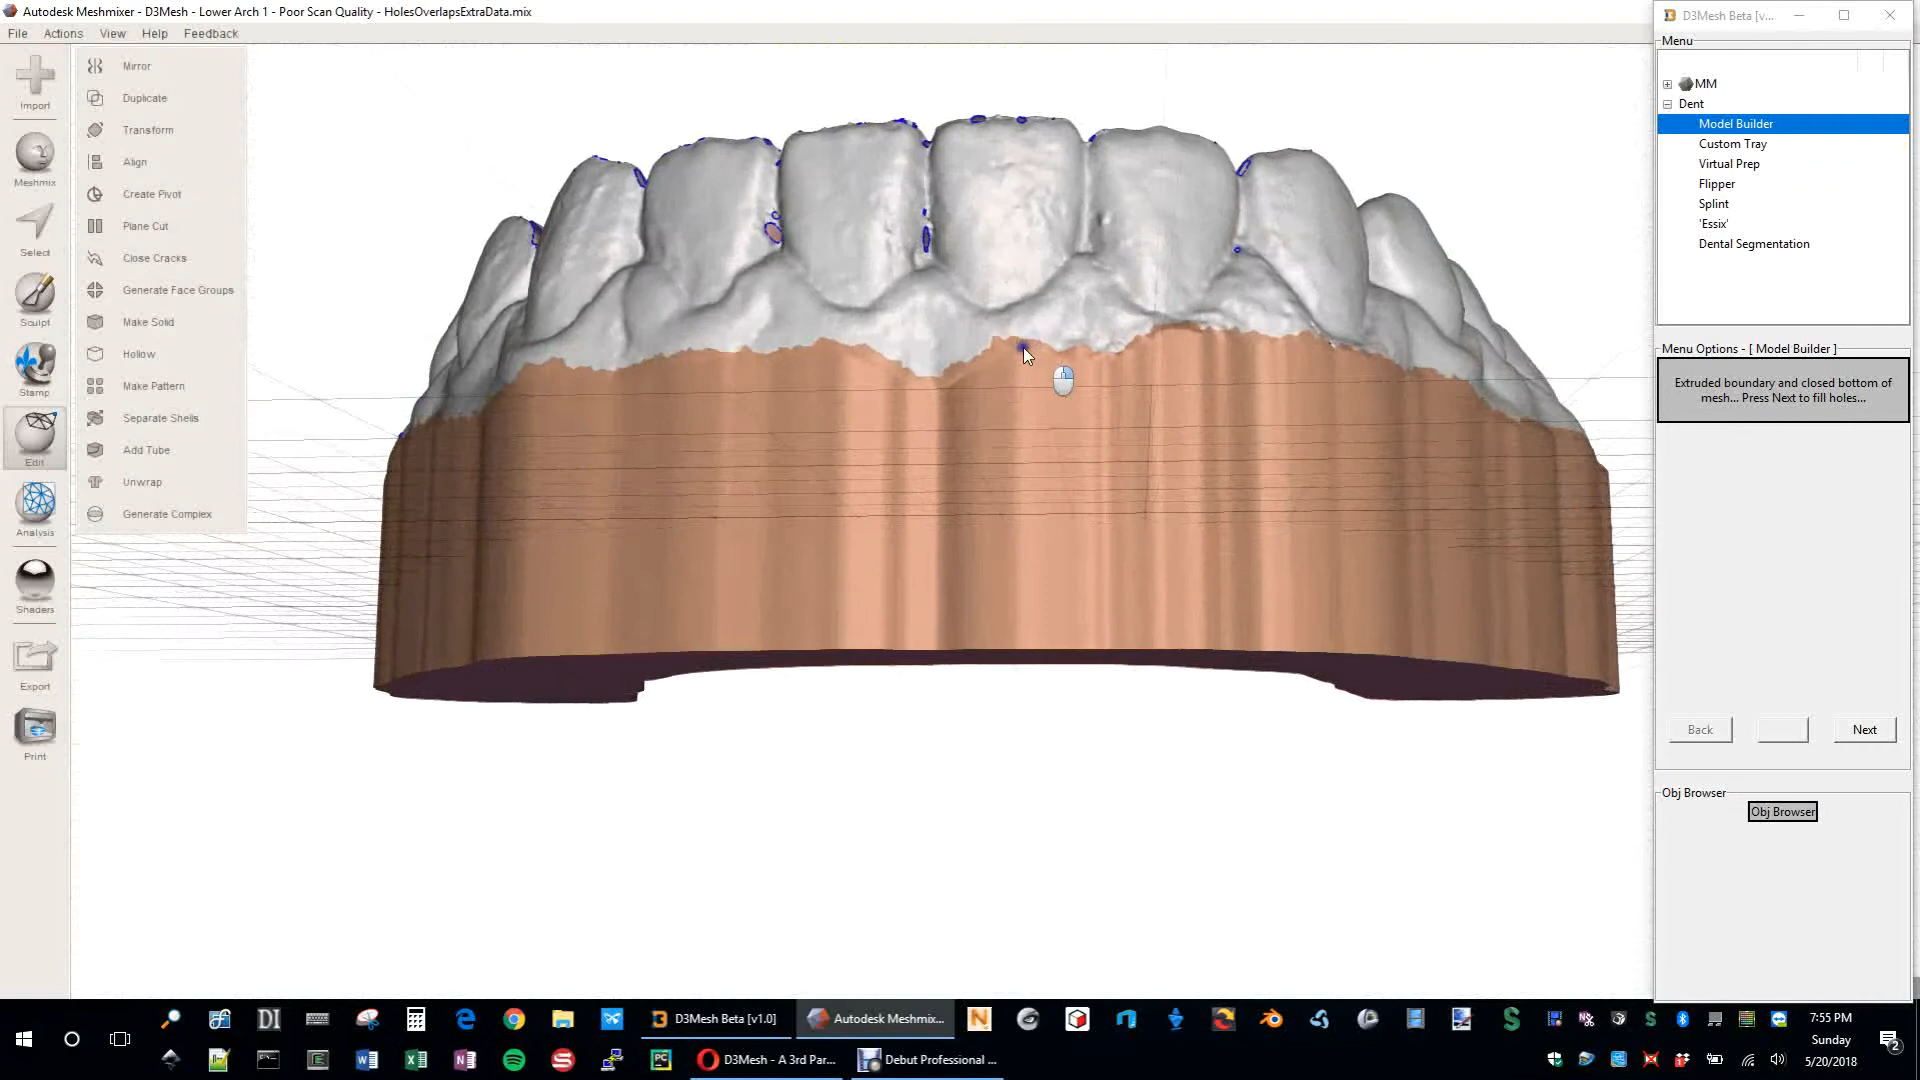 Autodesk Meshmixer - D3Mesh - Lower Arch 1 - Poor Scan Quality - HolesOverlapsExtraData.mix
File Actions View Help Feedback
Import
Meshmix
Select
Sculpt
Stamp
Edit
Analysis
Shaders
Export
Print
Mirror
Duplicate
Transform
Align
Create Pivot
Plane Cut
Close Cracks
Generate Face Groups
Make Solid
Hollow
Make Pattern
Separate Shells
Add Tube
Unwrap
Generate Complex
D3Mesh Beta [v...
Menu
MM
Dent
Model Builder
Custom Tray
Virtual Prep
Flipper
Splint
'Essix'
Dental Segmentation
Menu Options - [ Model Builder ]
Extruded boundary and closed bottom of
mesh... Press Next to fill holes...
Back
Next
Obj Browser
Obj Browser
D3Mesh Beta [v1.0]
Autodesk Meshmix...
7:55 PM
Sunday
5/20/2018
D3Mesh - A 3rd Par...
Debut Professional ...
2